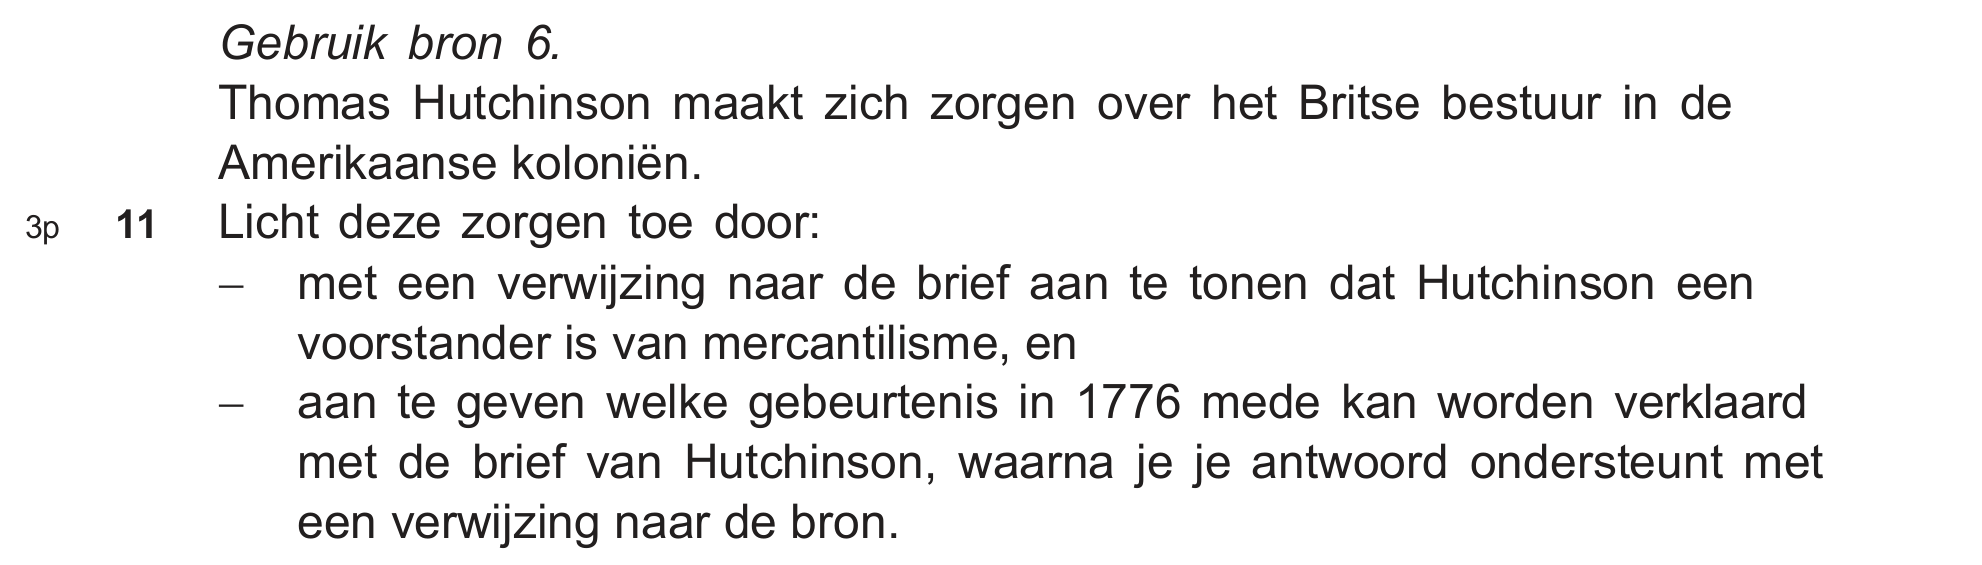 Gebruik bron 6.
Thomas Hutchinson maakt zich zorgen over het Britse bestuur in de
Amerikaanse koloniën.
3p 11 Licht deze zorgen toe door:
– met een verwijzing naar de brief aan te tonen dat Hutchinson een
voorstander is van mercantilisme, en
– aan te geven welke gebeurtenis in 1776 mede kan worden verklaard
met de brief van Hutchinson, waarna je je antwoord ondersteunt met
een verwijzing naar de bron.